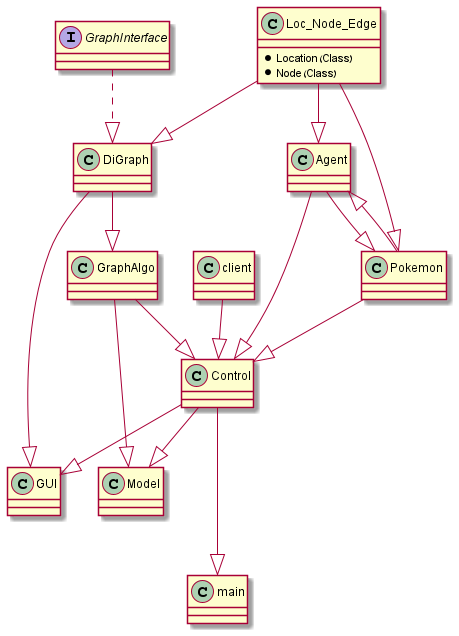 I GraphInterface
C Loc_Node_Edge
Location (Class)
Node (Class)
C DiGraph
C Agent
C GraphAlgo
C client
C Pokemon
C Control
C GUI
C Model
C main